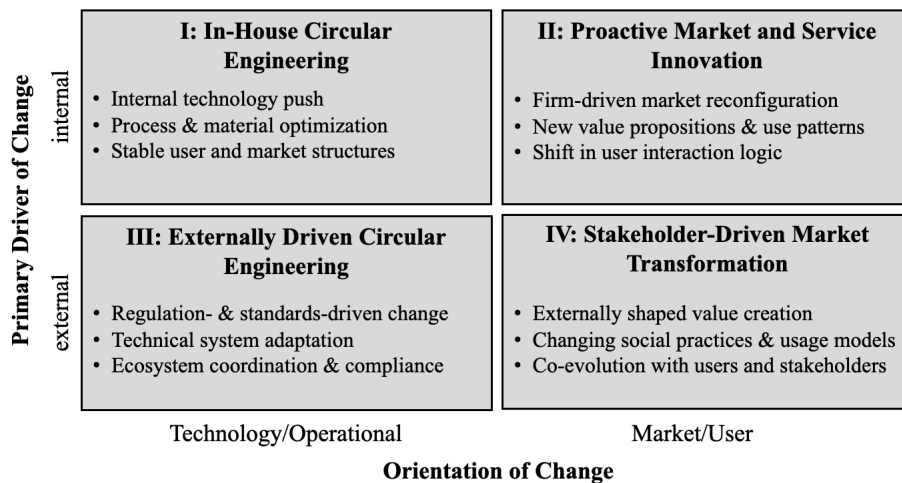 Primary Driver of Change
internal
external
I: In-House Circular
Engineering
• Internal technology push
• Process & material optimization
• Stable user and market structures
II: Proactive Market and Service
Innovation
• Firm-driven market reconfiguration
• New value propositions & use patterns
• Shift in user interaction logic
III: Externally Driven Circular
Engineering
• Regulation- & standards-driven change
• Technical system adaptation
• Ecosystem coordination & compliance
IV: Stakeholder-Driven Market
Transformation
• Externally shaped value creation
• Changing social practices & usage models
• Co-evolution with users and stakeholders
Technology/Operational
Market/User
Orientation of Change